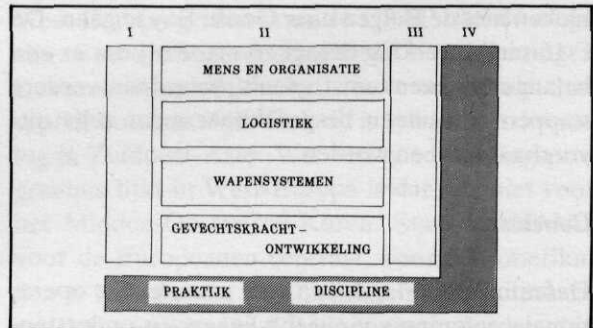 I II III IV
MENS EN ORGANISATIE
LOGISTIEK
WAPENSYSTEMEN
GEVECHTSKRACHT-
ONTWIKKELING
PRAKTIJK DISCIPLINE